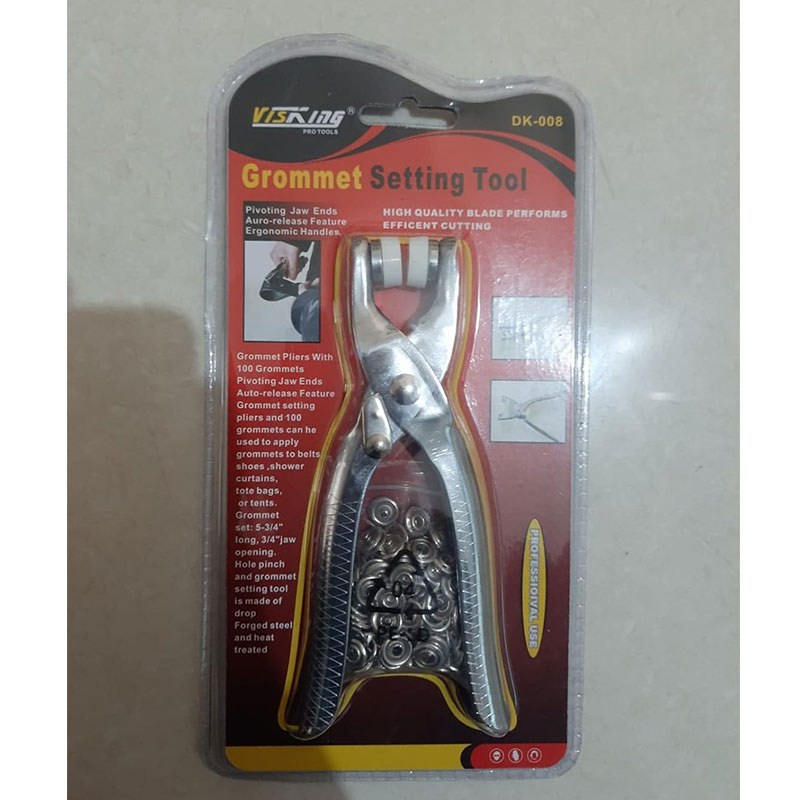 VISKING®
PRO TOOLS
DK-008
Grommet Setting Tool
Pivoting Jaw Ends
Auro-release Feature
Ergonomic Handles.
HIGH QUALITY BLADE PERFORMS
EFFICENT CUTTING
Grommet Pliers With
100 Grommets
Pivoting Jaw Ends
Auto-release Feature
Grommet setting
pliers and 100
grommets can he
used to apply
grommets to belts,
shoes ,shower
curtains,
tote bags,
or tents.
Grommet
set: 5-3/4"
long, 3/4"jaw
opening.
Hole pinch
and grommet
setting tool
is made of
drop
Forged steel
and heat
treated
PROFESSIOIVAL USE
04